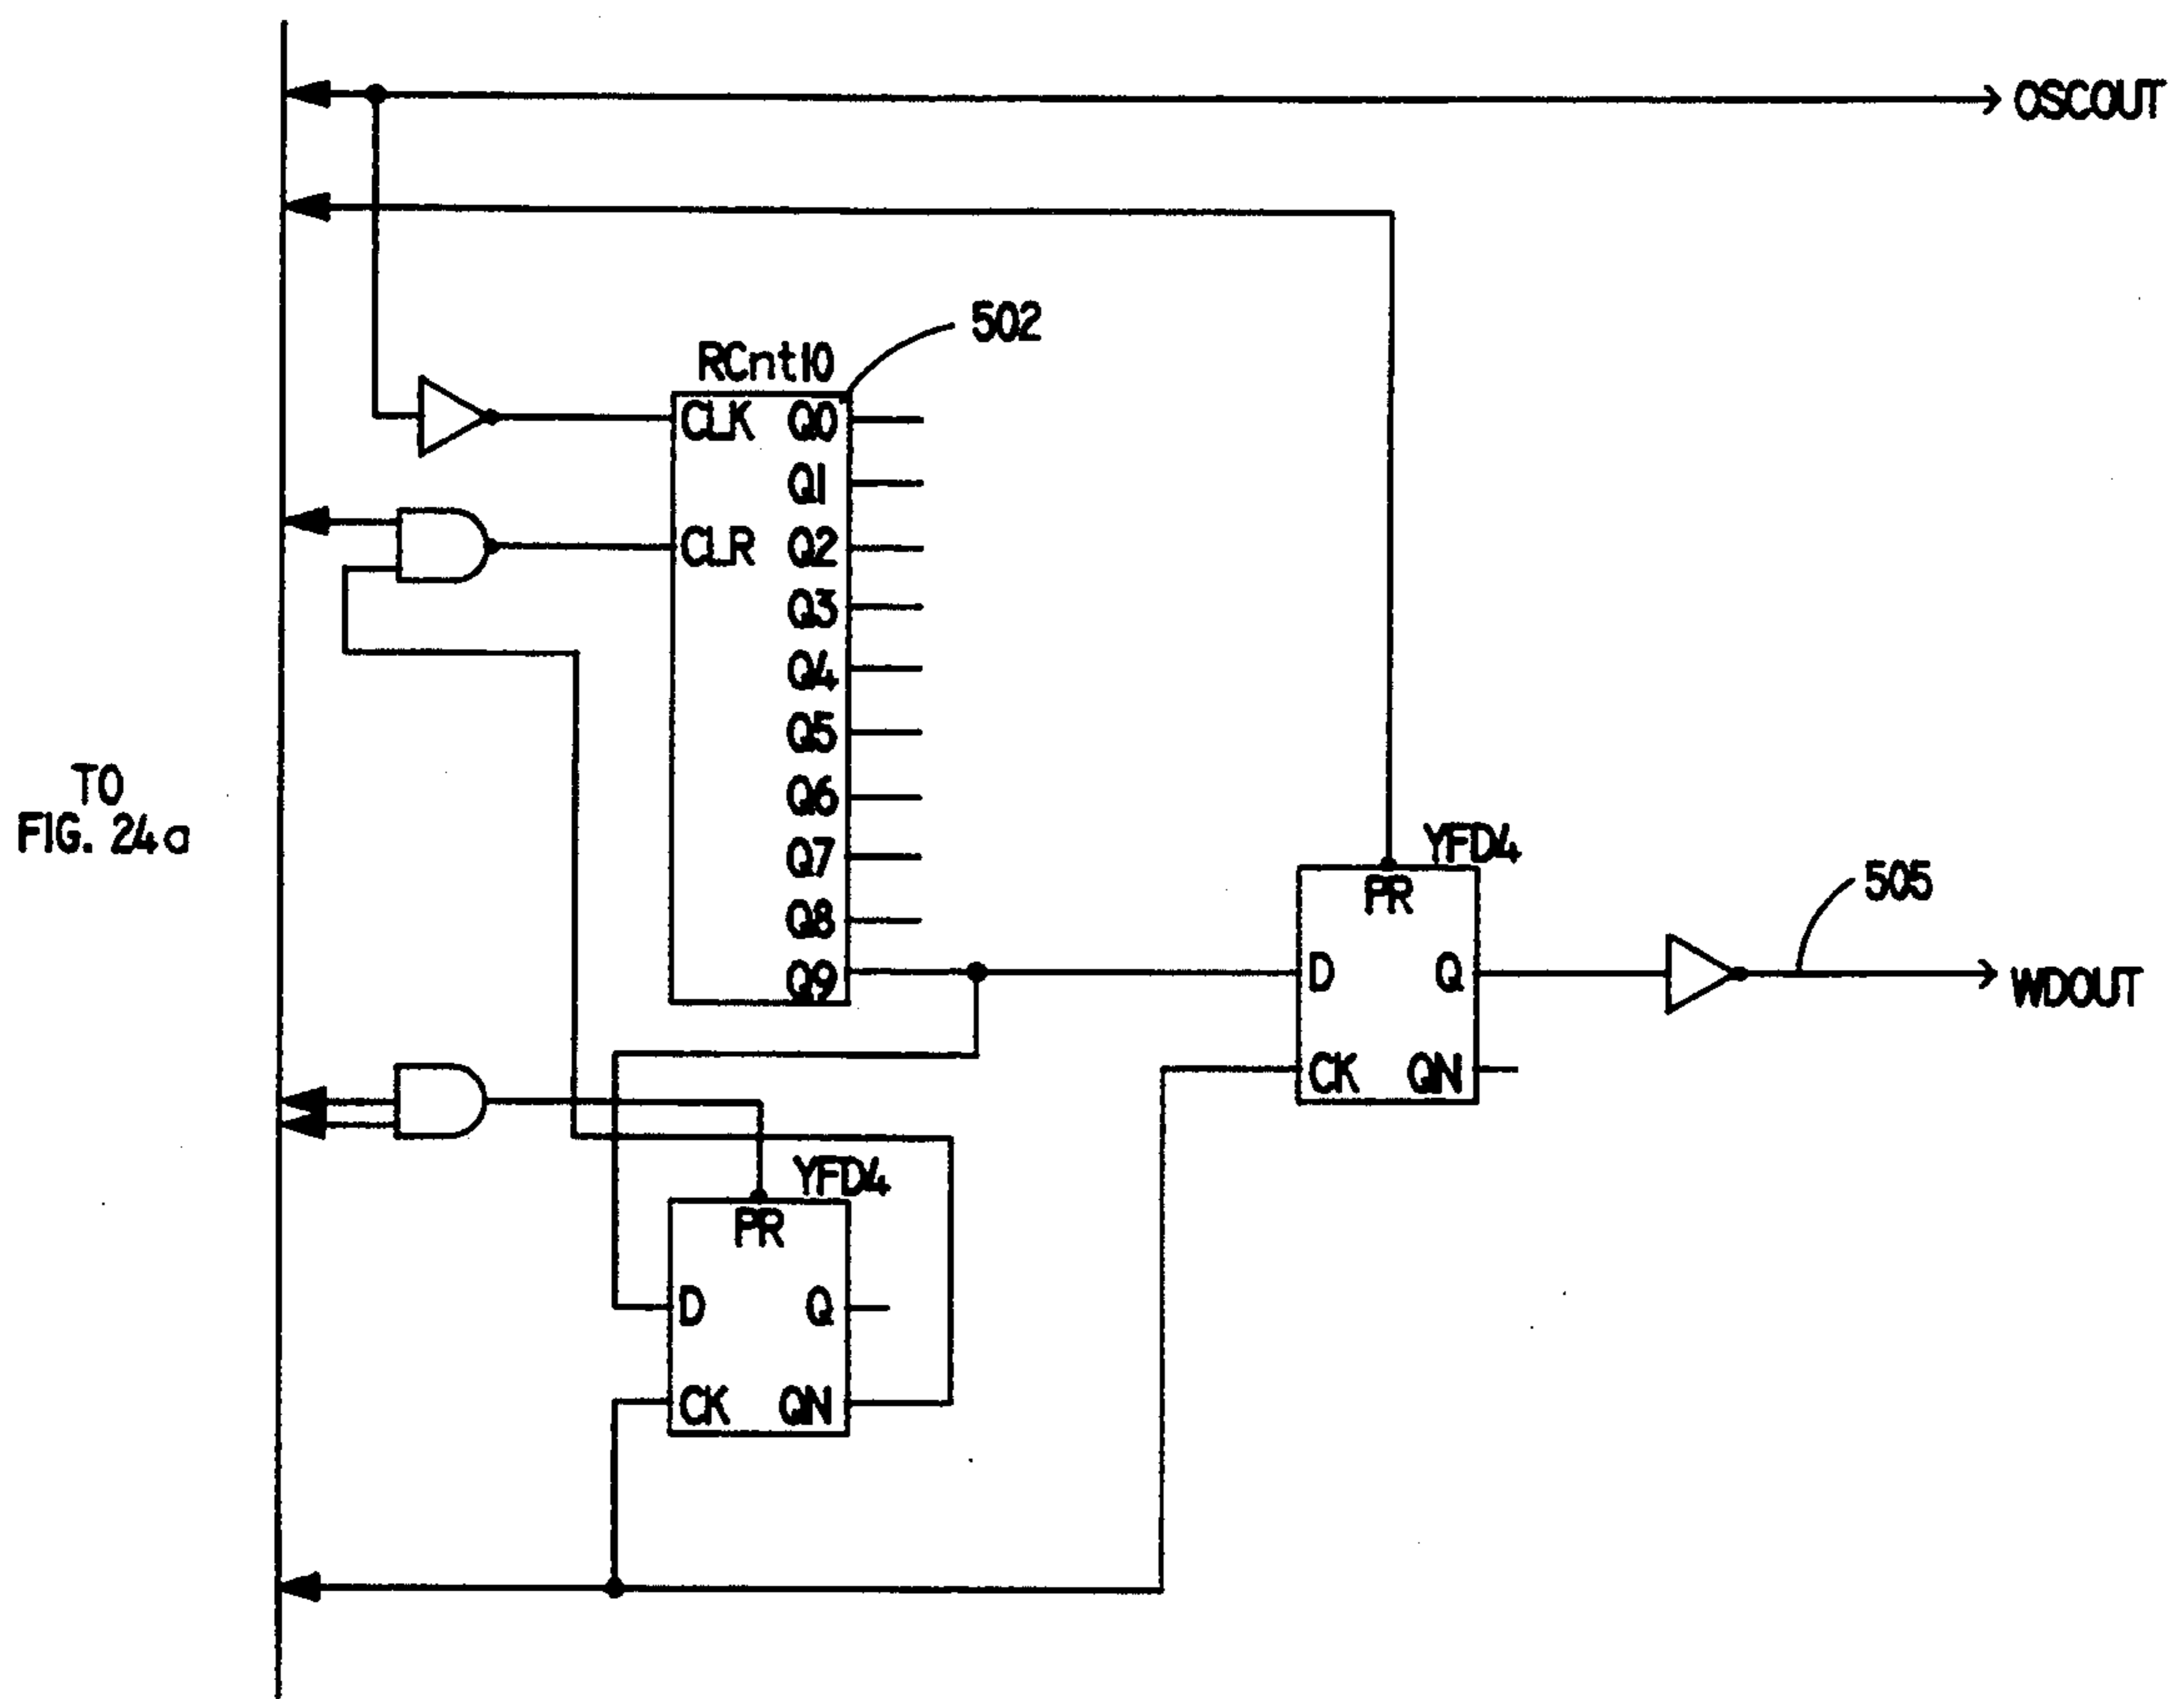 OSCOUT
502
RCnt10
CLK Q0
Q1
CLR Q2
Q3
Q4
Q5
Q6
Q7
Q8
Q9
TO
FIG. 24a
YFD4
PR
505
D Q
WDOUT
CK QN
YFD4
PR
D Q
CK QN